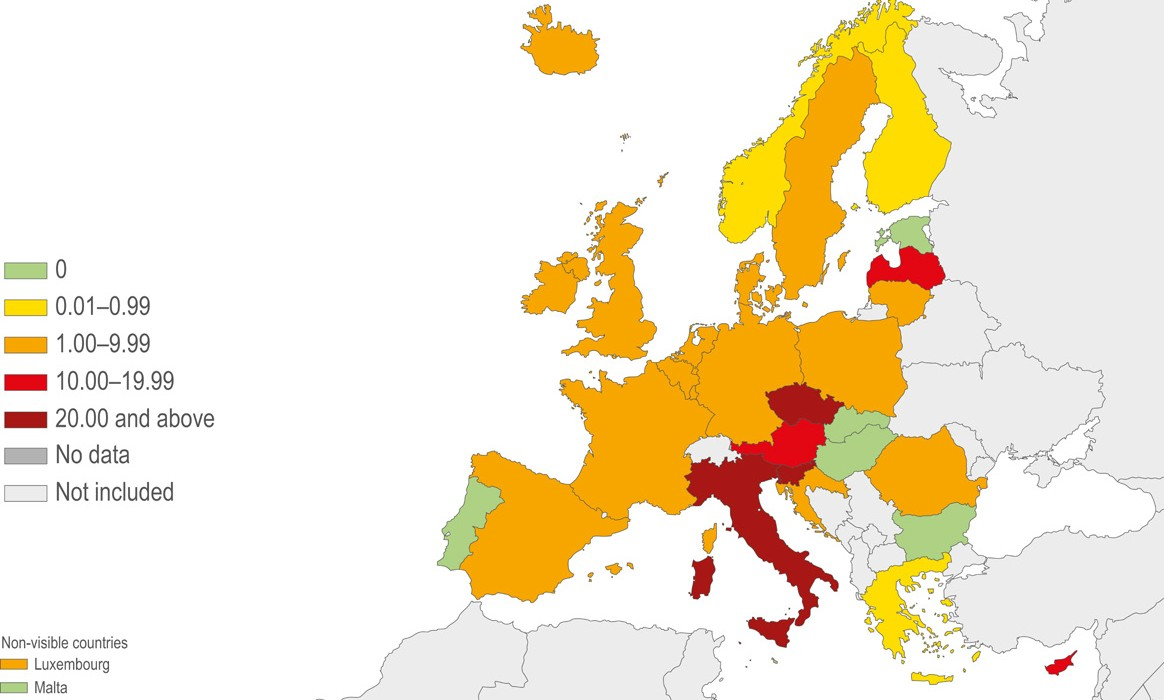 0
0.01–0.99
1.00–9.99
10.00–19.99
20.00 and above
No data
Not included
Non-visible countries
Luxembourg
Malta